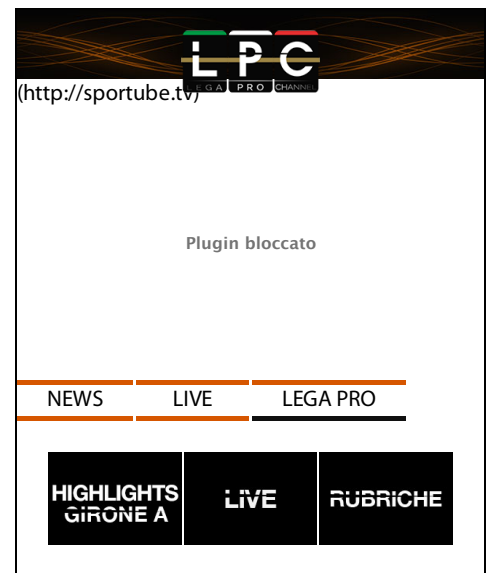 LPC
LEGA PRO CHANNEL
(http://sportube.tv)
Plugin bloccato
NEWS LIVE LEGA PRO
HIGHLIGHTS
GIRONE A
LIVE
RUBRICHE